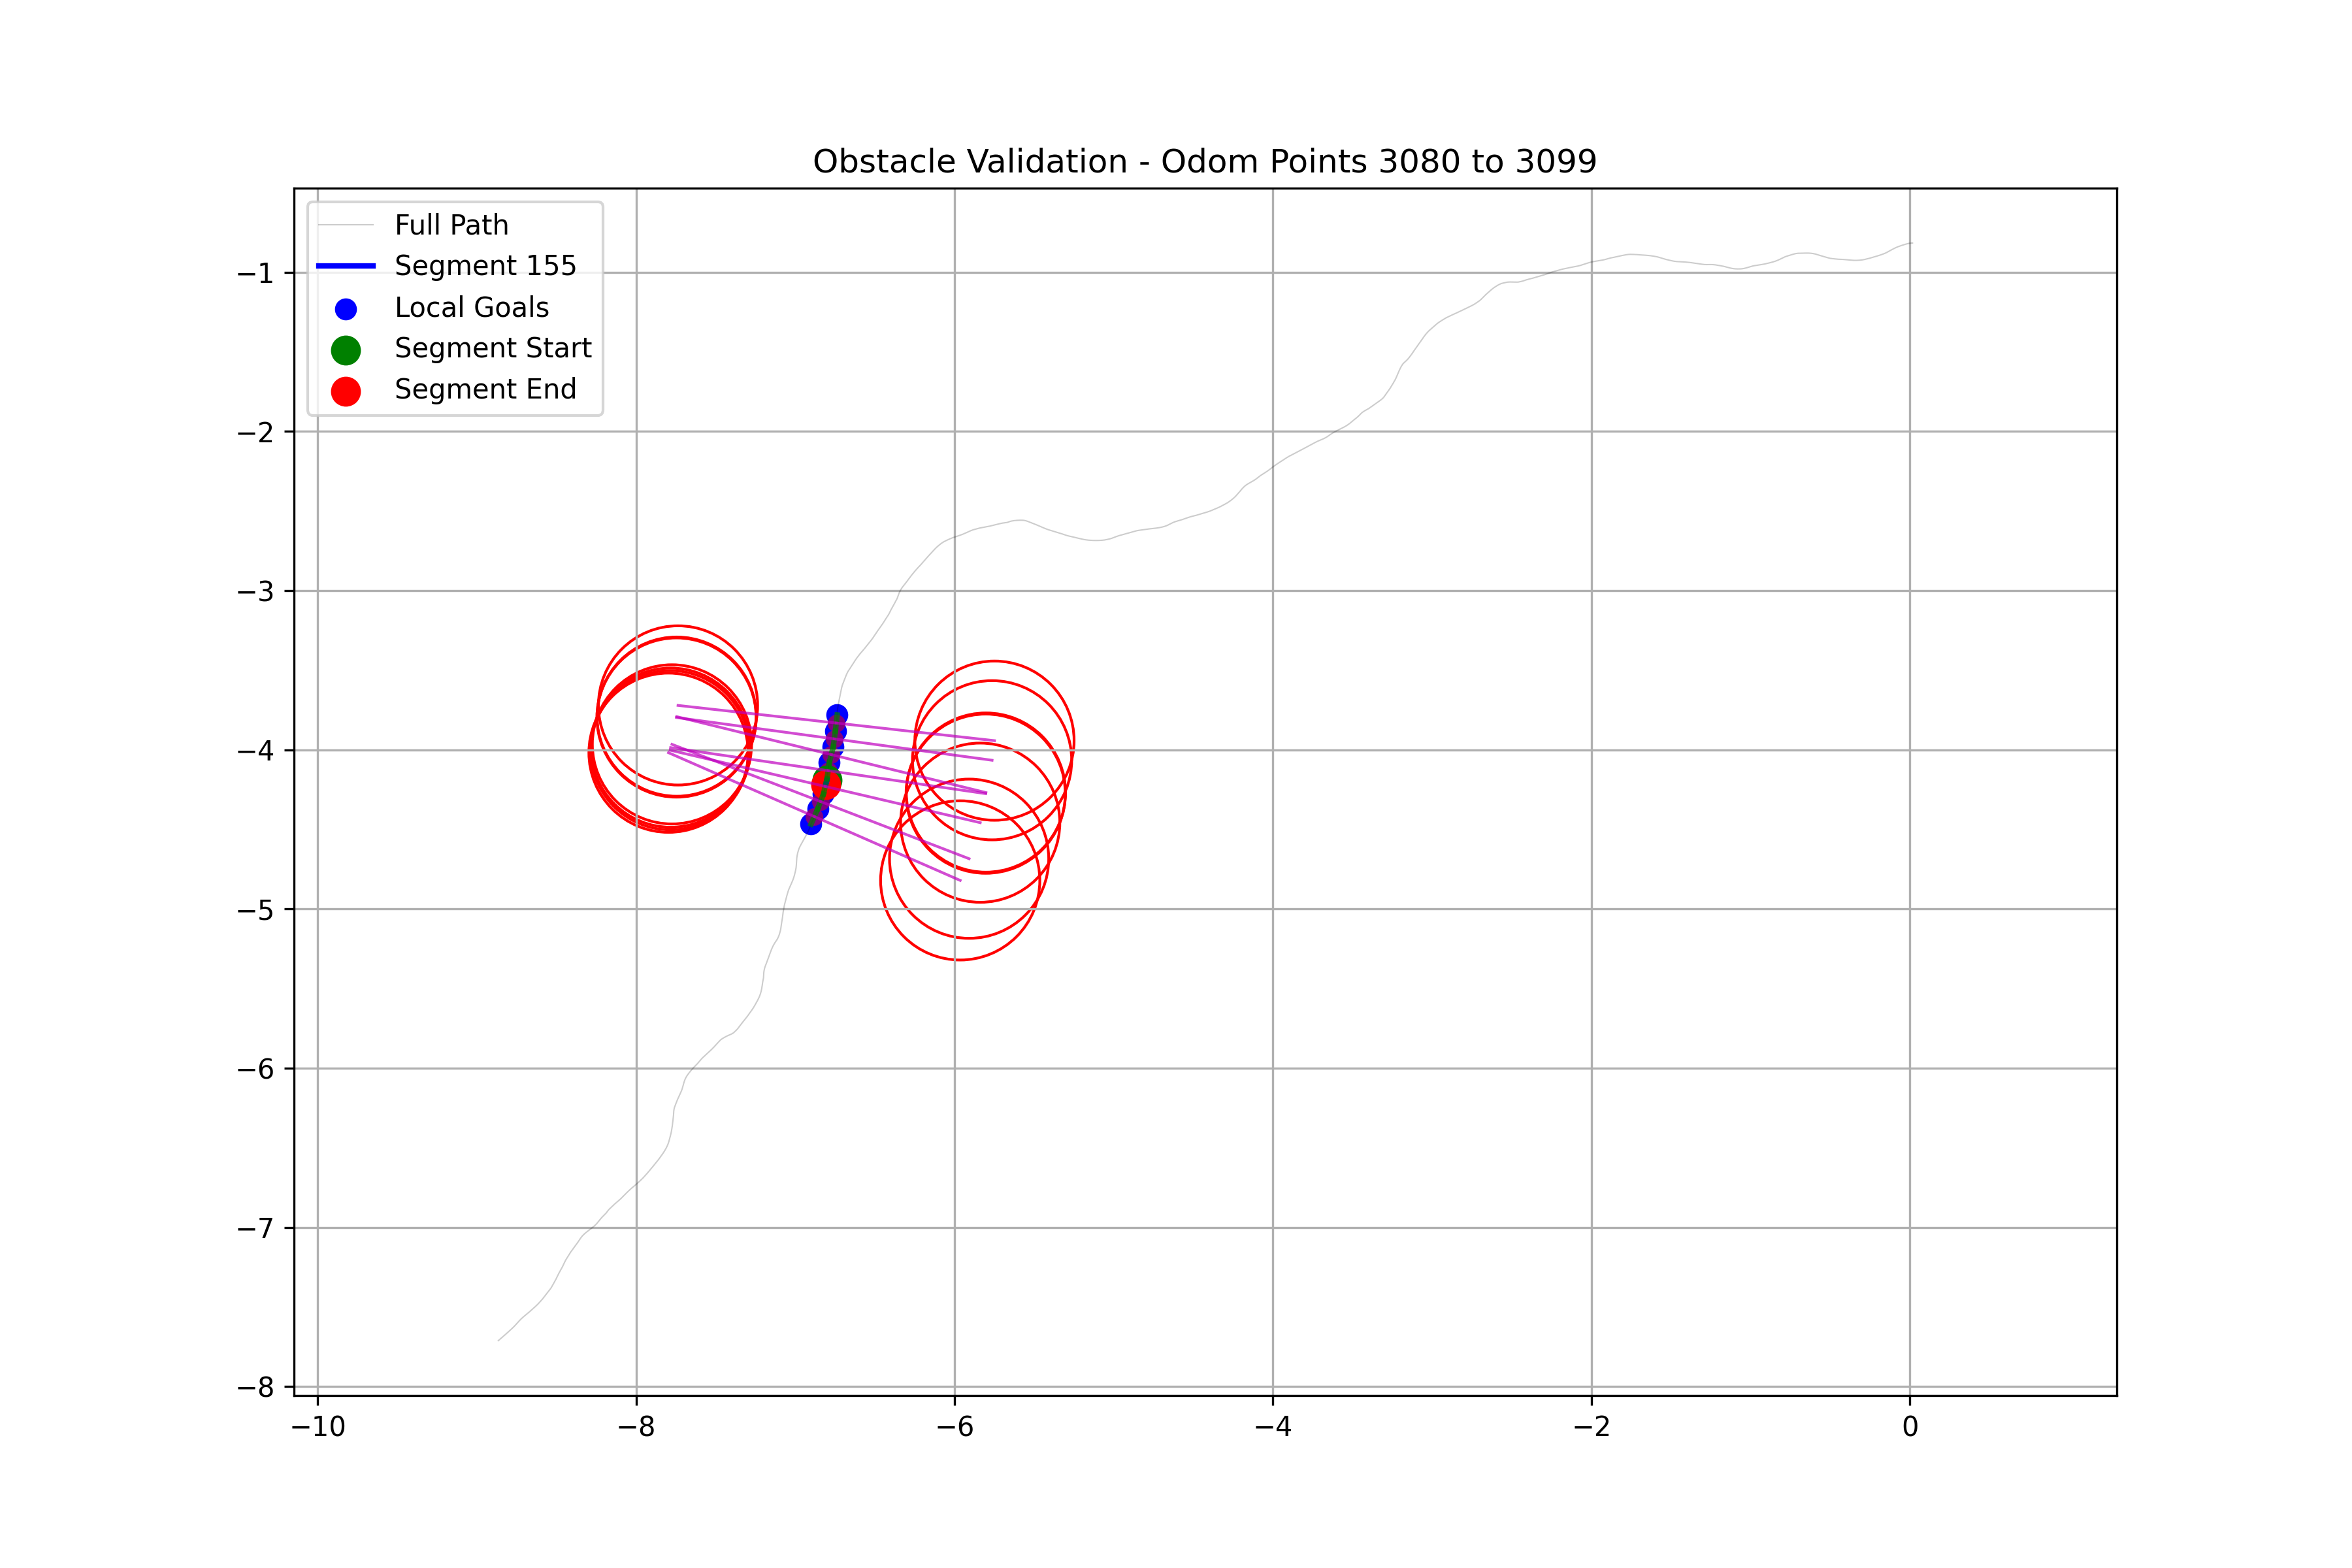 Obstacle Validation - Odom Points 3080 to 3099
Full Path
Segment 155
Local Goals
Segment Start
Segment End
−1
−2
−3
−4
−5
−6
−7
−8
−10
−8
−6
−4
−2
0